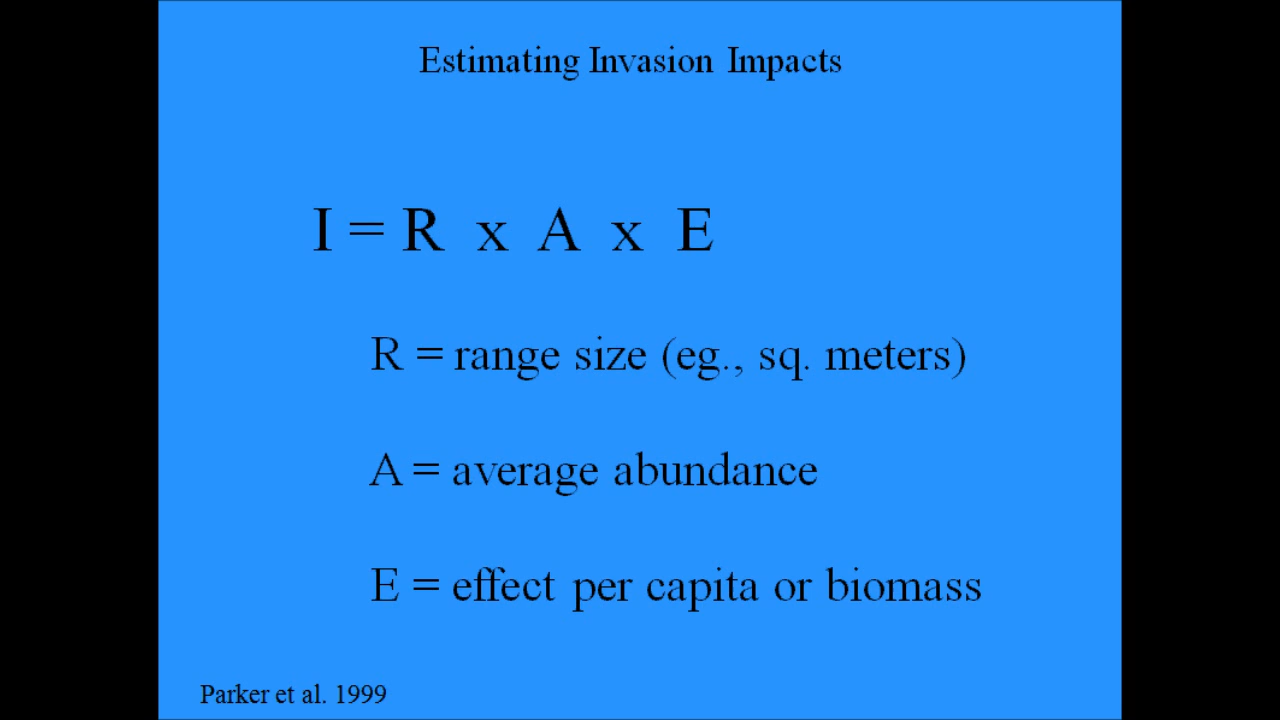 Estimating Invasion Impacts
I = R x A x E
R = range size (eg., sq. meters)
A = average abundance
E = effect per capita or biomass
Parker et al. 1999